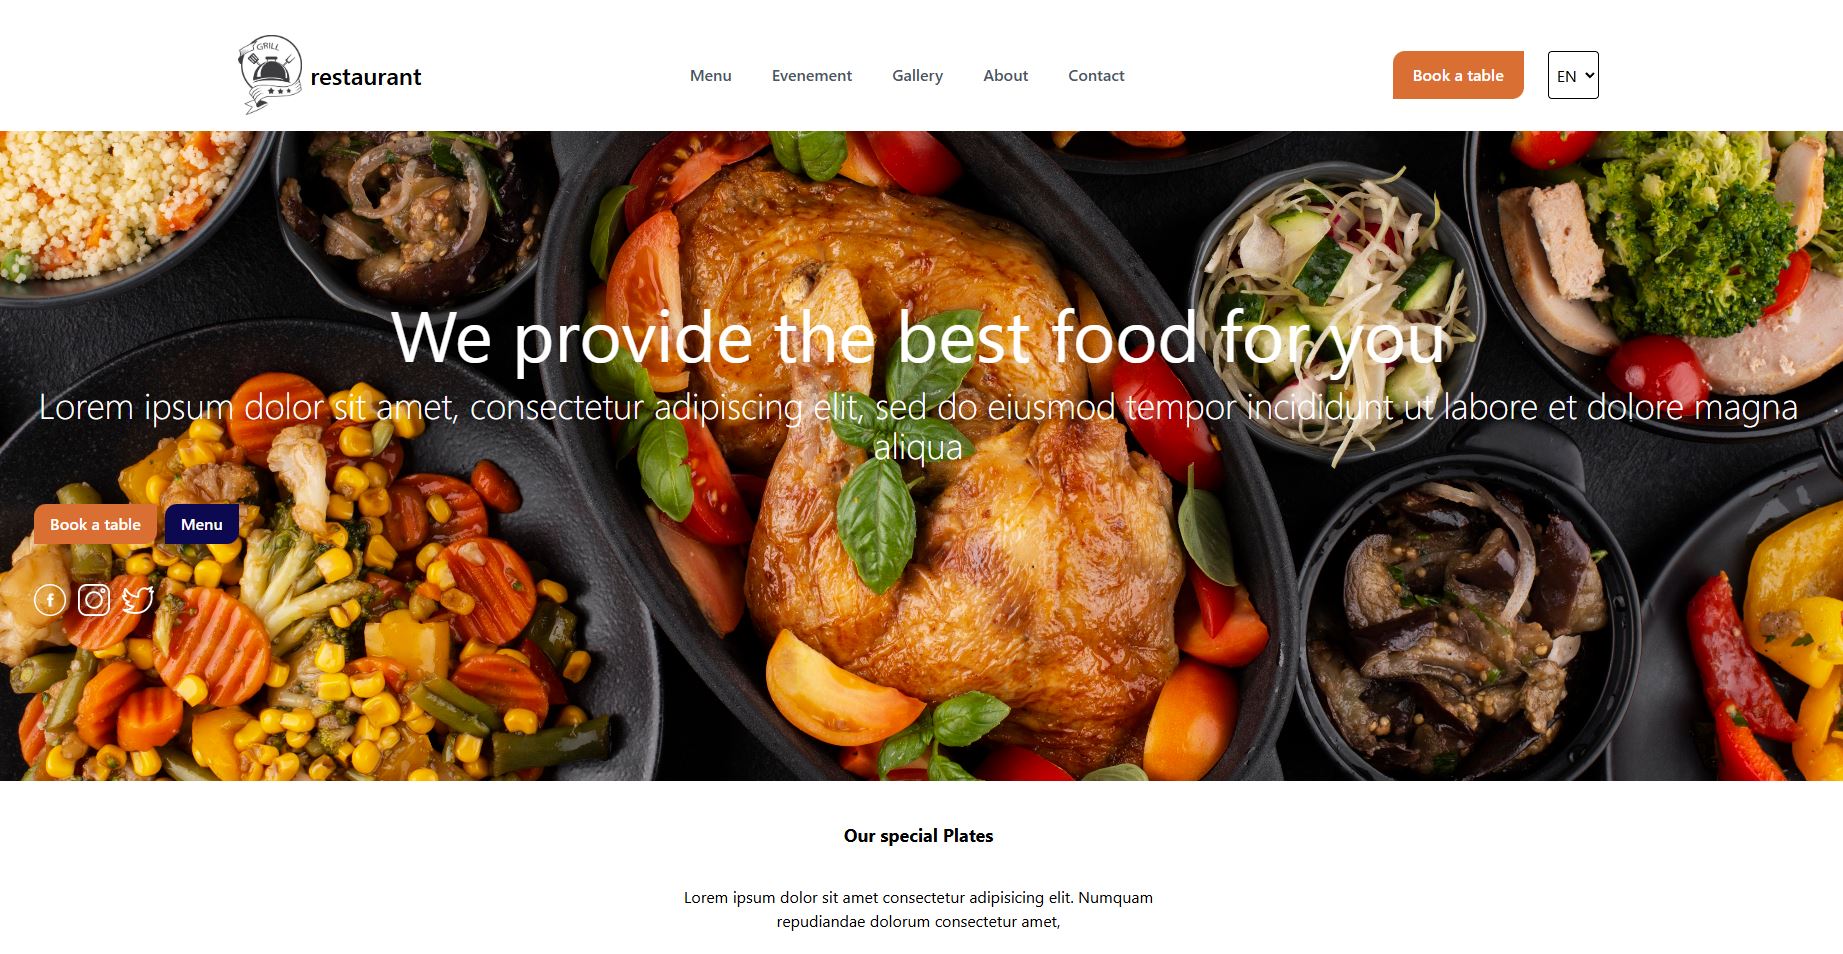 GRILL
restaurant
Menu
Evenement
Gallery
About
Contact
Book a table
EN
We provide the best food for you
Lorem ipsum dolor sit amet, consectetur adipiscing elit, sed do eiusmod tempor incididunt ut labore et dolore magna
aliqua
Book a table
Menu
Our special Plates
Lorem ipsum dolor sit amet consectetur adipisicing elit. Numquam
repudiandae dolorum consectetur amet,